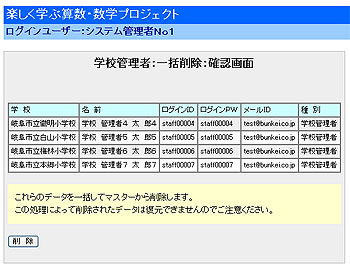 楽しく学ぶ算数・数学プロジェクト
ログインユーザー:システム管理者No1
学校管理者:一括削除:確認画面
学 校 名 前 ログインID ログインPW メールID 種 別
岐阜市立徹明小学校 学校 管理者4 太 郎4 staff00004 staff00004 test@bunkei.co.jp 学校管理者
岐阜市立白山小学校 学校 管理者5 太 郎5 staff00005 staff00005 test@bunkei.co.jp 学校管理者
岐阜市立梅林小学校 学校 管理者6 太 郎6 staff00006 staff00006 test@bunkei.co.jp 学校管理者
岐阜市立本郷小学校 学校 管理者7 太 郎7 staff00007 staff00007 test@bunkei.co.jp 学校管理者
これらのデータを一括してマスターから削除します。
この処理によって削除されたデータは復元できませんのでご注意ください。
削 除